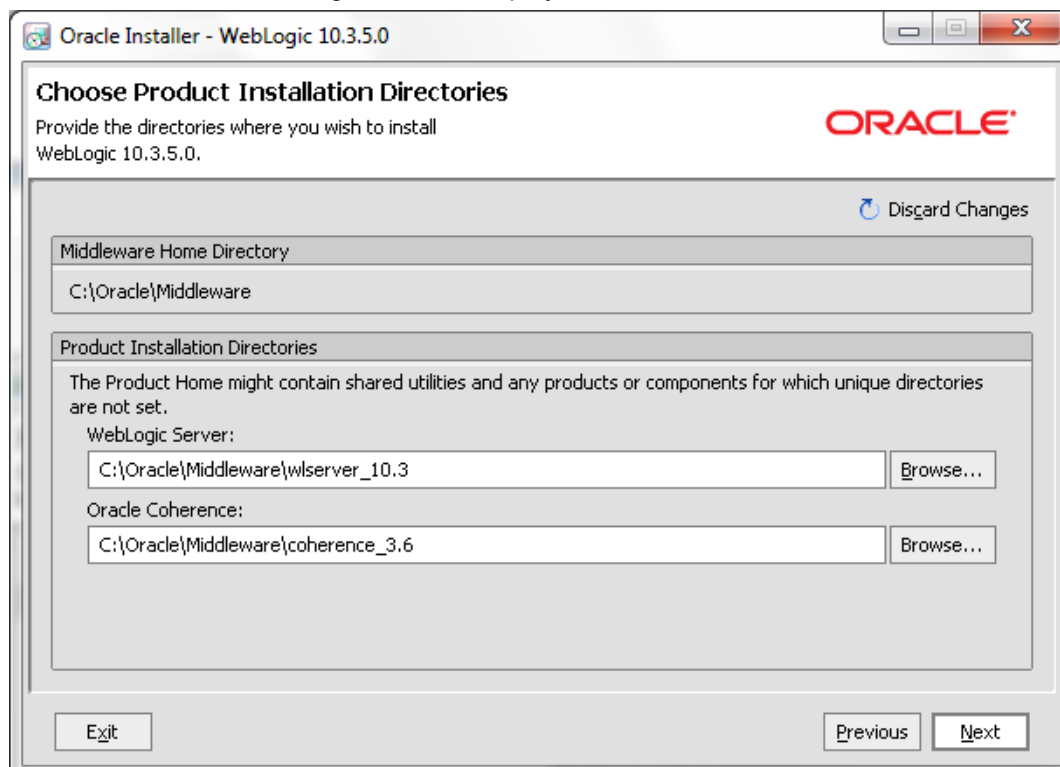 Oracle Installer - WebLogic 10.3.5.0
Choose Product Installation Directories
Provide the directories where you wish to install
WebLogic 10.3.5.0.
ORACLE
Discard Changes
Middleware Home Directory
C:\Oracle\Middleware
Product Installation Directories
The Product Home might contain shared utilities and any products or components for which unique directories
are not set.
WebLogic Server:
C:\Oracle\Middleware\wlserver_10.3
Browse...
Oracle Coherence:
C:\Oracle\Middleware\coherence_3.6
Browse...
Exit
Previous
Next